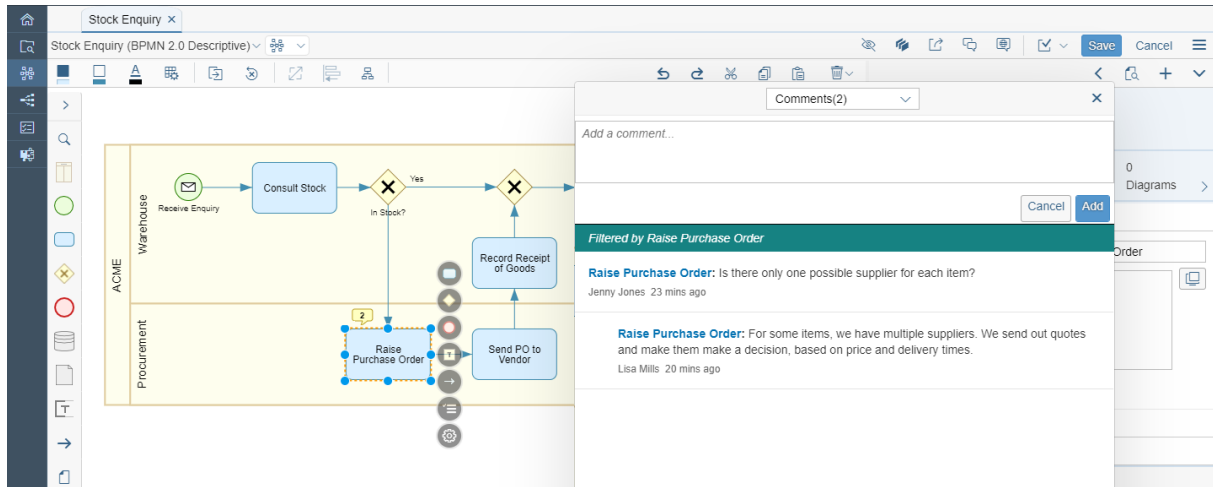 Stock Enquiry ×
Stock Enquiry (BPMN 2.0 Descriptive)
Save
Cancel
A
Comments(2)
Add a comment...
Cancel
Add
Filtered by Raise Purchase Order
Raise Purchase Order: Is there only one possible supplier for each item?
Jenny Jones 23 mins ago
Raise Purchase Order: For some items, we have multiple suppliers. We send out quotes
and make them make a decision, based on price and delivery times.
Lisa Mills 20 mins ago
0
Diagrams
Order
ACME
Warehouse
Receive Enquiry
Consult Stock
Yes
In Stock?
Record Receipt
of Goods
Procurement
2
Raise
Purchase Order
T
Send PO to
Vendor
T